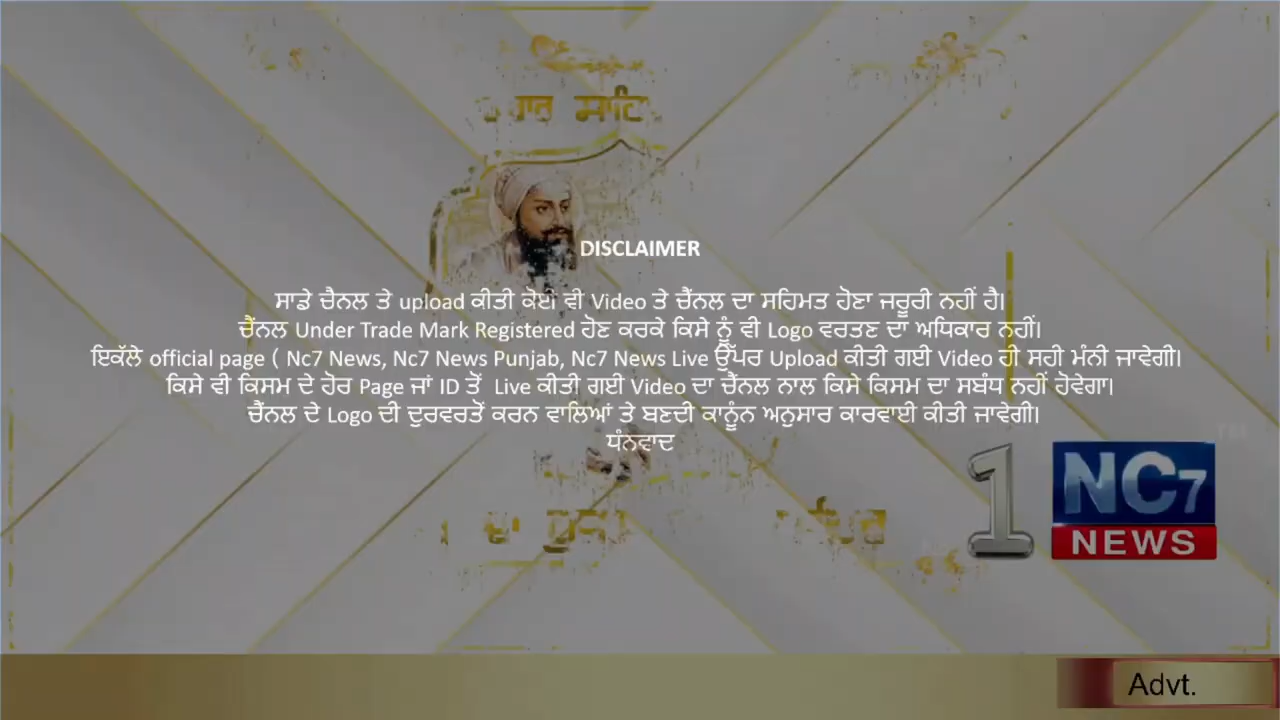 DISCLAIMER
ਸਾਡੇ ਚੈਨਲ ਤੇ upload ਕੀਤੀ ਕੋਈ ਵੀ Video ਤੇ ਚੈੱਨਲ ਦਾ ਸਹਿਮਤ ਹੋਣਾ ਜਰੂਰੀ ਨਹੀਂ ਹੈ।
ਚੈੱਨਲ Under Trade Mark Registered ਹੋਣ ਕਰਕੇ ਕਿਸੇ ਨੂੰ ਵੀ Logo ਵਰਤਣ ਦਾ ਅਧਿਕਾਰ ਨਹੀਂ।
ਇਕੱਲੇ official page ( Nc7 News, Nc7 News Punjab, Nc7 News Live ਉੱਪਰ Upload ਕੀਤੀ ਗਈ Video ਹੀ ਸਹੀ ਮੰਨੀ ਜਾਵੇਗੀ।
ਕਿਸੇ ਵੀ ਕਿਸਮ ਦੇ ਹੋਰ Page ਜਾਂ ID ਤੋਂ Live ਕੀਤੀ ਗਈ Video ਦਾ ਚੈੱਨਲ ਨਾਲ ਕਿਸੇ ਕਿਸਮ ਦਾ ਸਬੰਧ ਨਹੀਂ ਹੋਵੇਗਾ।
ਚੈੱਨਲ ਦੇ Logo ਦੀ ਦੁਰਵਰਤੋਂ ਕਰਨ ਵਾਲਿਆਂ ਤੇ ਬਣਦੀ ਕਾਨੂੰਨ ਅਨੁਸਾਰ ਕਾਰਵਾਈ ਕੀਤੀ ਜਾਵੇਗੀ।
ਧੰਨਵਾਦ
1 NC7
NEWS
Advt.